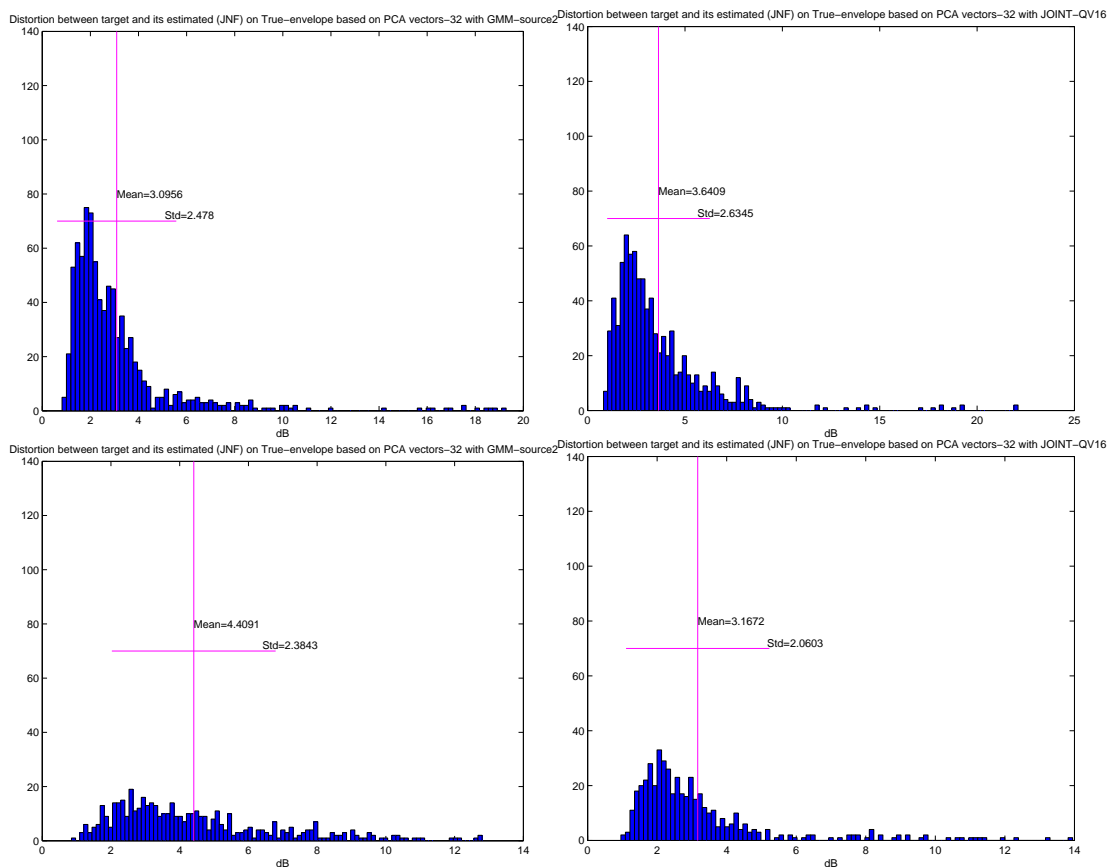 Distortion between target and its estimated (JNF) on True-envelope based on PCA vectors-32 with GMM-source2
140
120
100
80
60
40
20
0
Mean=3.0956
Std=2.478
0 2 4 6 8 10 12 14 16 18 20
dB
Distortion between target and its estimated (JNF) on True-envelope based on PCA vectors-32 with JOINT-QV16
140
120
100
80
60
40
20
0
Mean=3.6409
Std=2.6345
0 5 10 15 20 25
dB
Distortion between target and its estimated (JNF) on True-envelope based on PCA vectors-32 with GMM-source2
140
120
100
80
60
40
20
0
Mean=4.4091
Std=2.3843
0 2 4 6 8 10 12 14
dB
Distortion between target and its estimated (JNF) on True-envelope based on PCA vectors-32 with JOINT-QV16
140
120
100
80
60
40
20
0
Mean=3.1672
Std=2.0603
0 2 4 6 8 10 12 14
dB